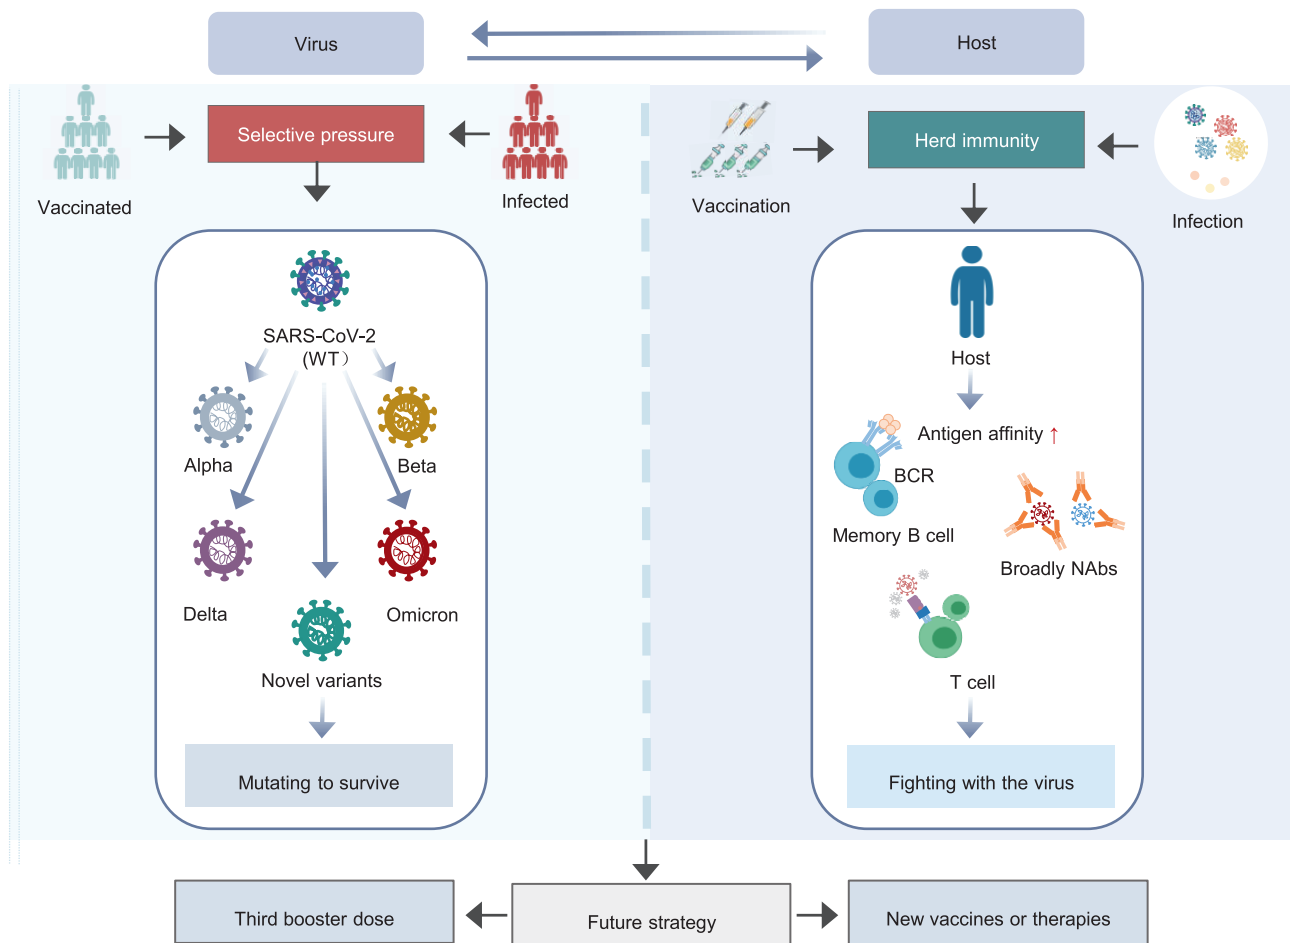 Virus
Host
Selective pressure
Vaccinated
Infected
Herd immunity
Vaccination
Infection
SARS-CoV-2
(WT）
Alpha
Beta
Delta
Omicron
Novel variants
Mutating to survive
Host
Antigen affinity ↑
BCR
Memory B cell
Broadly NAbs
T cell
Fighting with the virus
Third booster dose
Future strategy
New vaccines or therapies